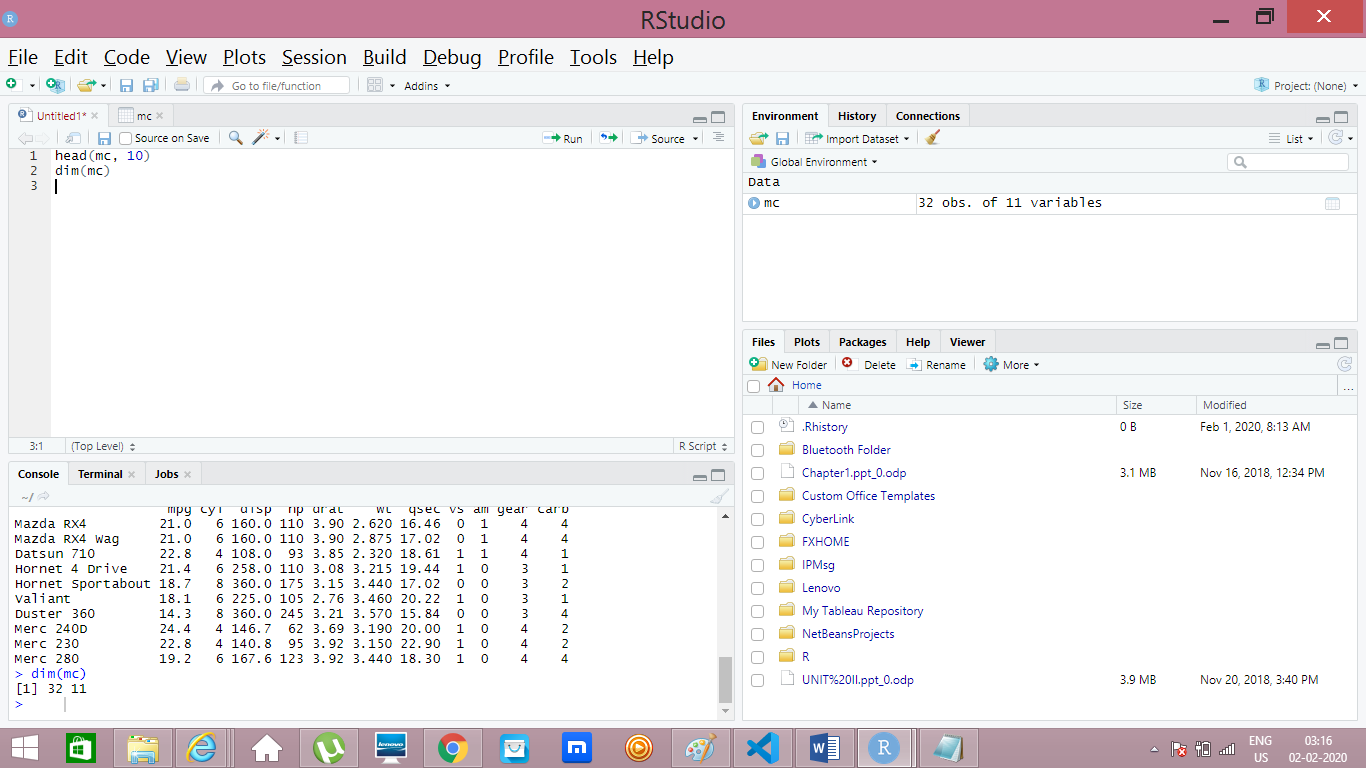 RStudio
File Edit Code View Plots Session Build Debug Profile Tools Help
Go to file/function Addins Project: (None)
Untitled1* mc
Source on Save Run Source
1 head(mc, 10)
2 dim(mc)
3
3:1 (Top Level) R Script
Console Terminal Jobs
~/
mpg cyl disp hp drat wt qsec vs am gear carb
Mazda RX4 21.0 6 160.0 110 3.90 2.620 16.46 0 1 4 4
Mazda RX4 Wag 21.0 6 160.0 110 3.90 2.875 17.02 0 1 4 4
Datsun 710 22.8 4 108.0 93 3.85 2.320 18.61 1 1 4 1
Hornet 4 Drive 21.4 6 258.0 110 3.08 3.215 19.44 1 0 3 1
Hornet Sportabout 18.7 8 360.0 175 3.15 3.440 17.02 0 0 3 2
Valiant 18.1 6 225.0 105 2.76 3.460 20.22 1 0 3 1
Duster 360 14.3 8 360.0 245 3.21 3.570 15.84 0 0 3 4
Merc 240D 24.4 4 146.7 62 3.69 3.190 20.00 1 0 4 2
Merc 230 22.8 4 140.8 95 3.92 3.150 22.90 1 0 4 2
Merc 280 19.2 6 167.6 123 3.92 3.440 18.30 1 0 4 4
> dim(mc)
[1] 32 11
>
Environment History Connections
Import Dataset List
Global Environment
Data
mc 32 obs. of 11 variables
Files Plots Packages Help Viewer
New Folder Delete Rename More
Home ...
Name Size Modified
.Rhistory 0 B Feb 1, 2020, 8:13 AM
Bluetooth Folder
Chapter1.ppt_0.odp 3.1 MB Nov 16, 2018, 12:34 PM
Custom Office Templates
CyberLink
FXHOME
IPMsg
Lenovo
My Tableau Repository
NetBeansProjects
R
UNIT%20II.ppt_0.odp 3.9 MB Nov 20, 2018, 3:40 PM
lenovo
ENG 03:16
US 02-02-2020